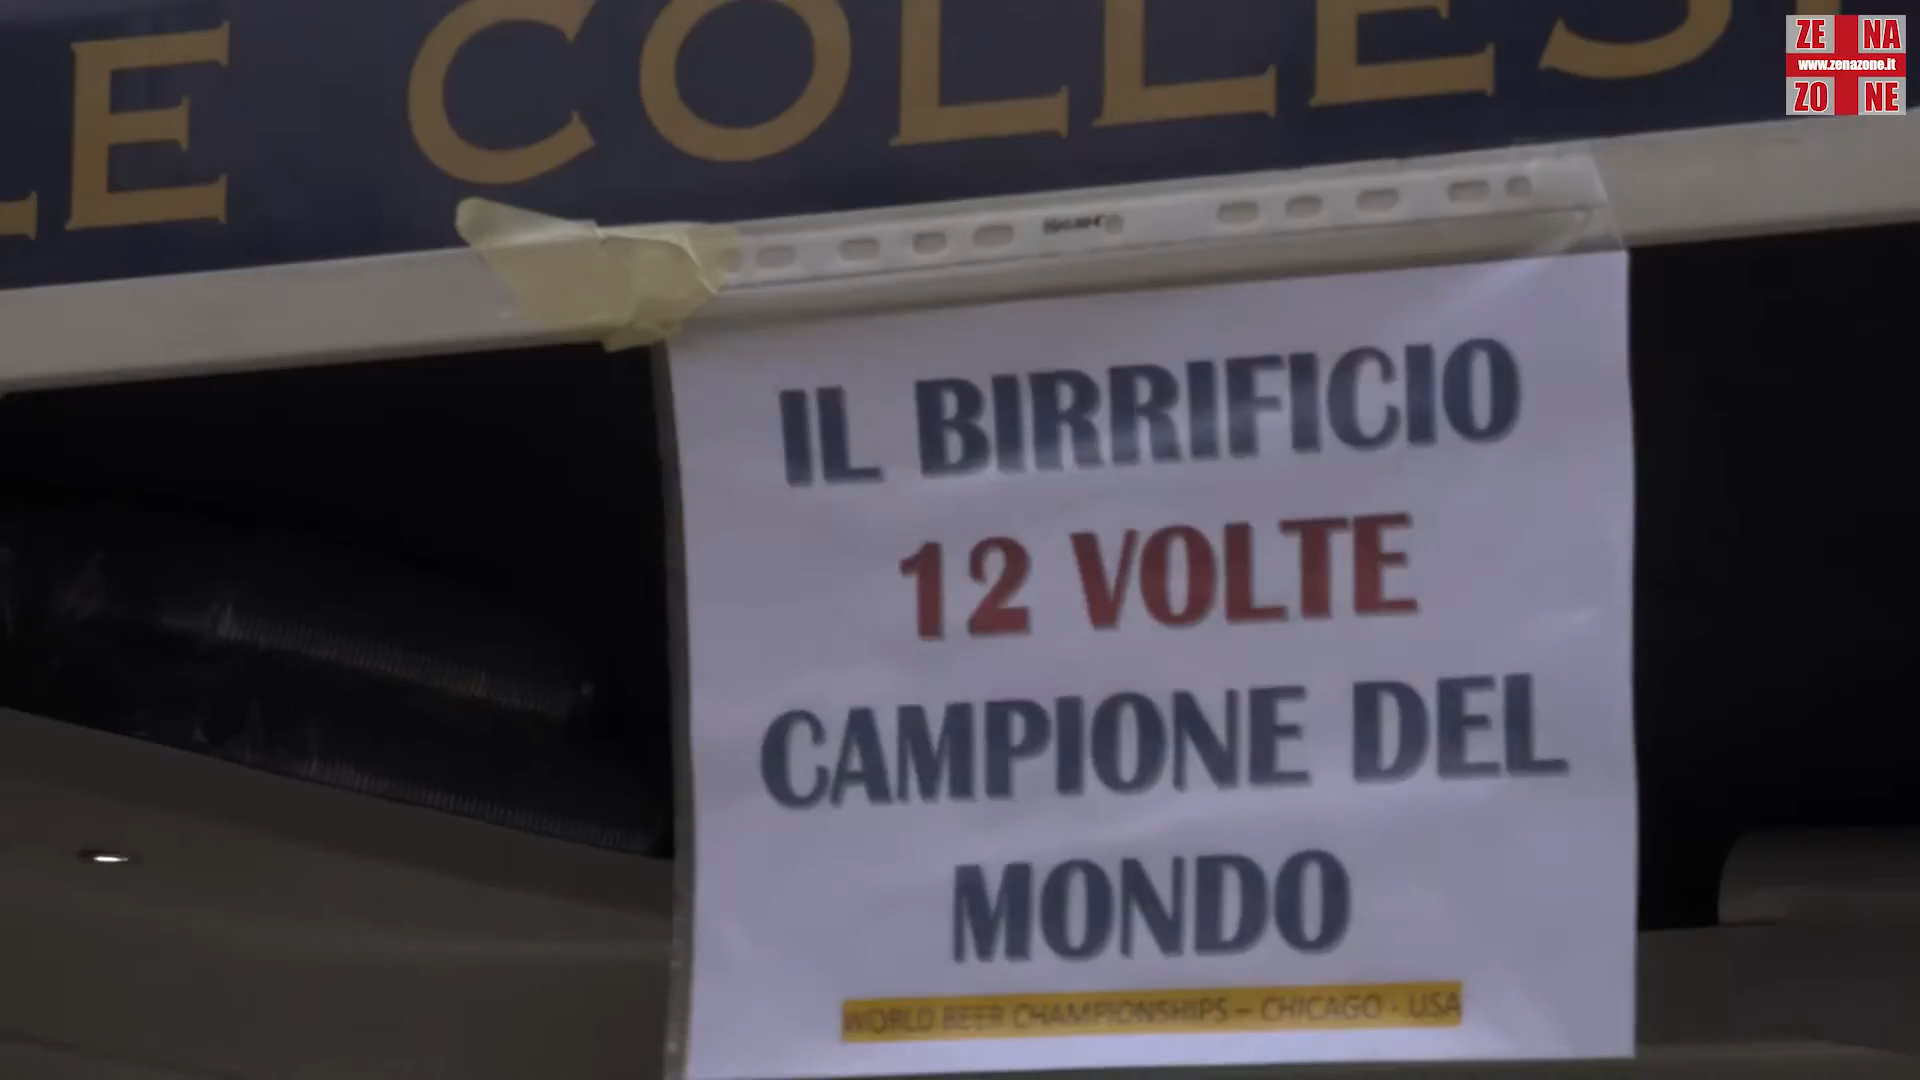 LE COLLES
IL BIRRIFICIO
12 VOLTE
CAMPIONE DEL
MONDO
WORLD BEER CHAMPIONSHIPS – CHICAGO - USA
ZE NA
www.zenazone.it
ZO NE